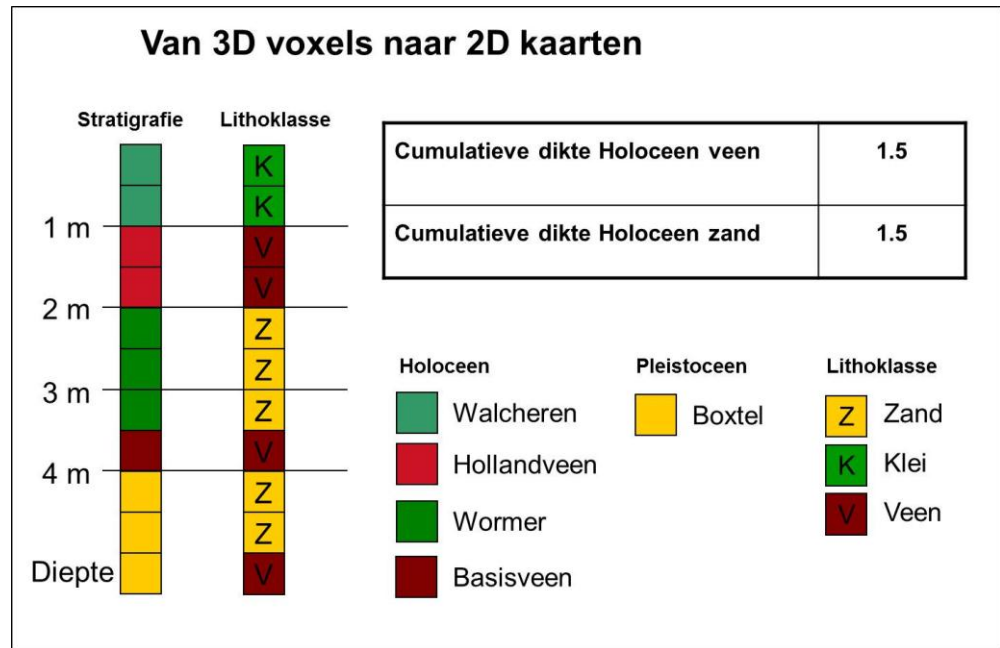 Van 3D voxels naar 2D kaarten
Stratigrafie Lithoklasse
K
K
1 m
V
V
2 m
Z
Z
3 m
Z
V
4 m
Z
Z
Diepte V
Cumulatieve dikte Holoceen veen 1.5
Cumulatieve dikte Holoceen zand 1.5
Holoceen Pleistoceen Lithoklasse
Walcheren Boxtel Z Zand
Hollandveen K Klei
Wormer V Veen
Basisveen